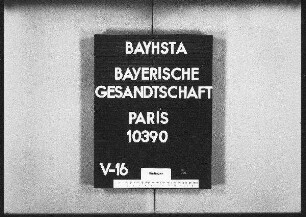 BAYHSTA
BAYERISCHE
GESANDTSCHAFT
PARIS
10390
V-16